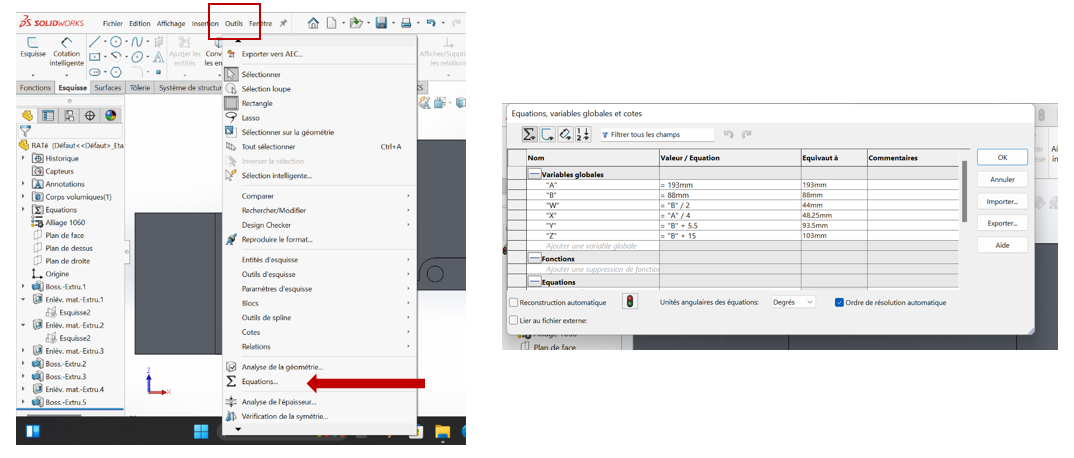 SOLIDWORKS
Fichier Edition Affichage Insertion Outils Fenêtre
Esquisse Cotation intelligente Ajuster les entités
Fonctions Esquisse Surfaces Tôlerie Système de structur
RATé (Défaut<<Défaut>_Eta
Historique
Capteurs
Annotations
Corps volumiques(1)
Equations
Alliage 1060
Plan de face
Plan de dessus
Plan de droite
Origine
Boss.-Extru.1
Enlèv. mat.-Extru.1
Esquisse2
Enlèv. mat.-Extru.2
Esquisse2
Enlèv. mat.-Extru.3
Boss.-Extru.2
Boss.-Extru.3
Enlèv. mat.-Extru.4
Boss.-Extru.5
Z
X
Exporter vers AEC...
Sélectionner
Sélection loupe
Rectangle
Lasso
Sélectionner sur la géométrie
Tout sélectionner Ctrl+A
Inverser la sélection
Sélection intelligente...
Comparer
Rechercher/Modifier
Design Checker
Reproduire le format...
Entités d'esquisse
Outils d'esquisse
Paramètres d'esquisse
Blocs
Outils de spline
Cotes
Relations
Analyse de la géométrie...
Equations...
Analyse de l'épaisseur...
Vérification de la symétrie...
Afficher/Suppri
les relation
Equations, variables globales et cotes
Filtrer tous les champs
Nom Valeur / Equation Equivaut à Commentaires
Variables globales
"A" = 193mm 193mm
"B" = 88mm 88mm
"W" = "B" / 2 44mm
"X" = "A" / 4 48.25mm
"Y" = "B" + 5.5 93.5mm
"Z" = "B" + 15 103mm
Ajouter une variable globale
Fonctions
Ajouter une suppression de fonction
Equations
OK
Annuler
Importer...
Exporter...
Aide
Reconstruction automatique Unités angulaires des équations: Degrés Ordre de résolution automatique
Lier au fichier externe:
Alliage 1060
Plan de face